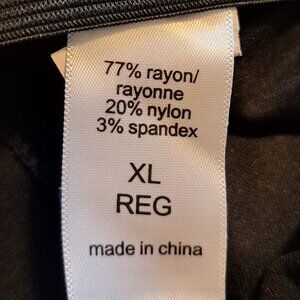 77% rayon/
rayonne
20% nylon
3% spandex
XL
REG
made in china